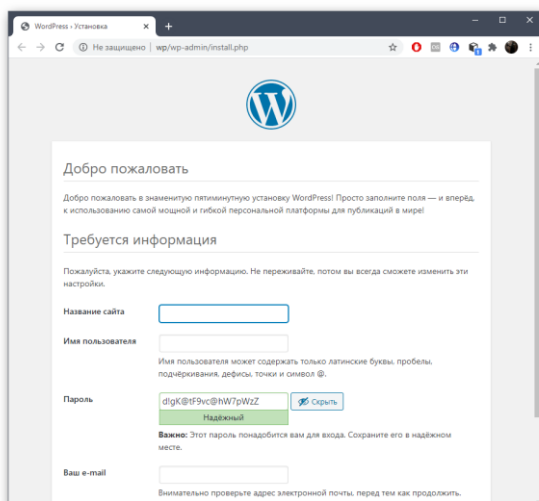 WordPress › Установка
Не защищено | wp/wp-admin/install.php
Добро пожаловать
Добро пожаловать в знаменитую пятиминутную установку WordPress! Просто заполните поля — и вперёд,
к использованию самой мощной и гибкой персональной платформы для публикаций в мире!
Требуется информация
Пожалуйста, укажите следующую информацию. Не переживайте, потом вы всегда сможете изменить эти
настройки.
Название сайта
Имя пользователя
Имя пользователя может содержать только латинские буквы, пробелы,
подчёркивания, дефисы, точки и символ @.
Пароль
d!gK@tF9vc@hW7pWzZ
Скрыть
Надёжный
Важно: Этот пароль понадобится вам для входа. Сохраните его в надёжном
месте.
Ваш e-mail
Внимательно проверьте адрес электронной почты, перед тем как продолжить.